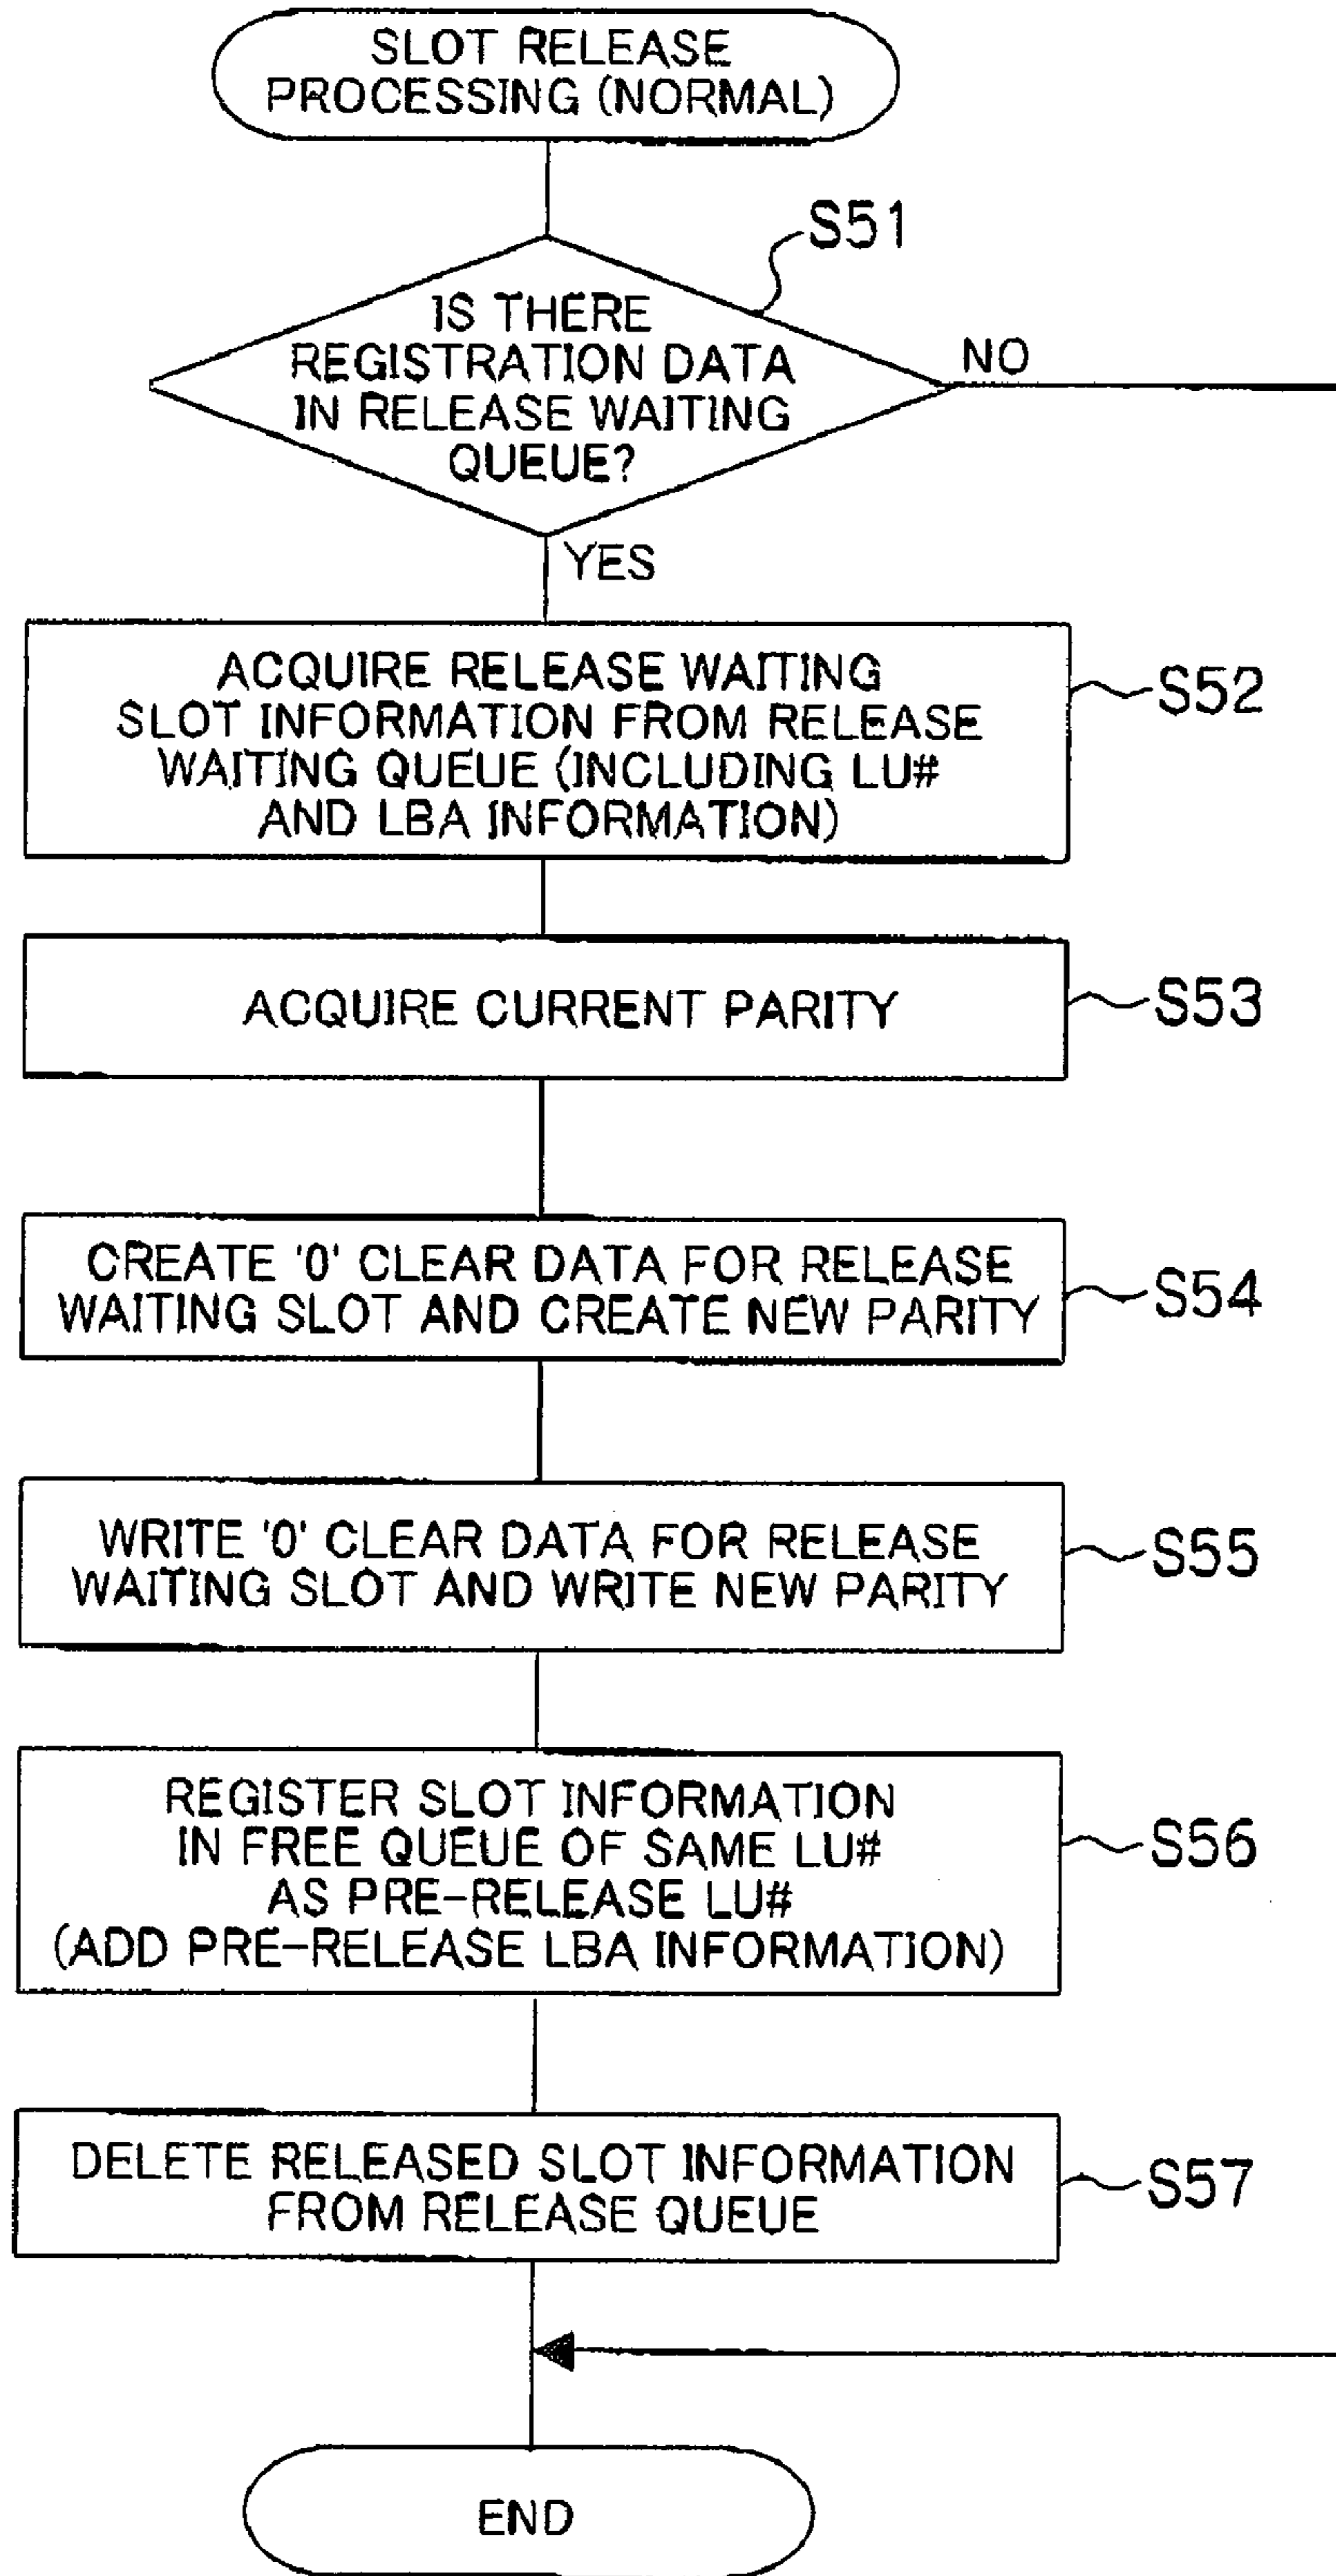 SLOT RELEASE
PROCESSING (NORMAL)
S51
IS THERE
REGISTRATION DATA
IN RELEASE WAITING
QUEUE?
NO
YES
ACQUIRE RELEASE WAITING
SLOT INFORMATION FROM RELEASE
WAITING QUEUE (INCLUDING LU#
AND LBA INFORMATION)
S52
ACQUIRE CURRENT PARITY
S53
CREATE '0' CLEAR DATA FOR RELEASE
WAITING SLOT AND CREATE NEW PARITY
S54
WRITE '0' CLEAR DATA FOR RELEASE
WAITING SLOT AND WRITE NEW PARITY
S55
REGISTER SLOT INFORMATION
IN FREE QUEUE OF SAME LU#
AS PRE-RELEASE LU#
(ADD PRE-RELEASE LBA INFORMATION)
S56
DELETE RELEASED SLOT INFORMATION
FROM RELEASE QUEUE
S57
END